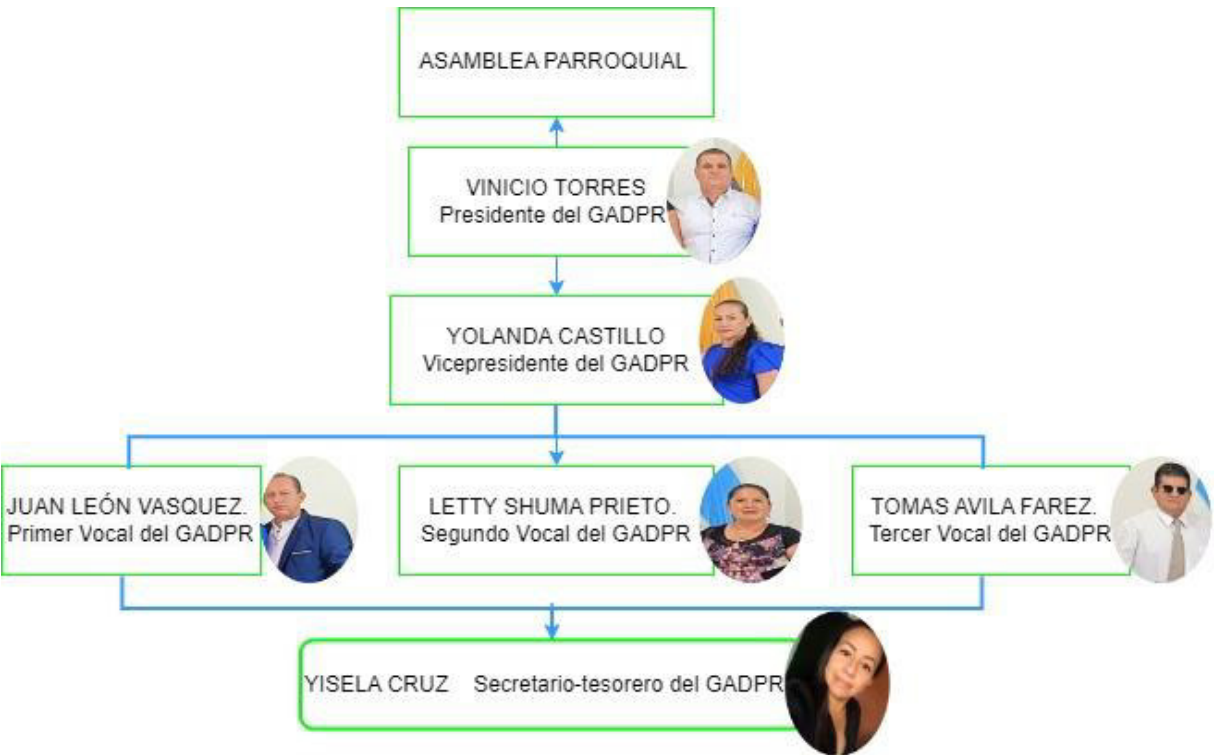 ASAMBLEA PARROQUIAL
VINICIO TORRES
Presidente del GADPR
YOLANDA CASTILLO
Vicepresidente del GADPR
JUAN LEÓN VASQUEZ.
Primer Vocal del GADPR
LETTY SHUMA PRIETO.
Segundo Vocal del GADPR
TOMAS AVILA FAREZ.
Tercer Vocal del GADPR
YISELA CRUZ Secretario-tesorero del GADPR